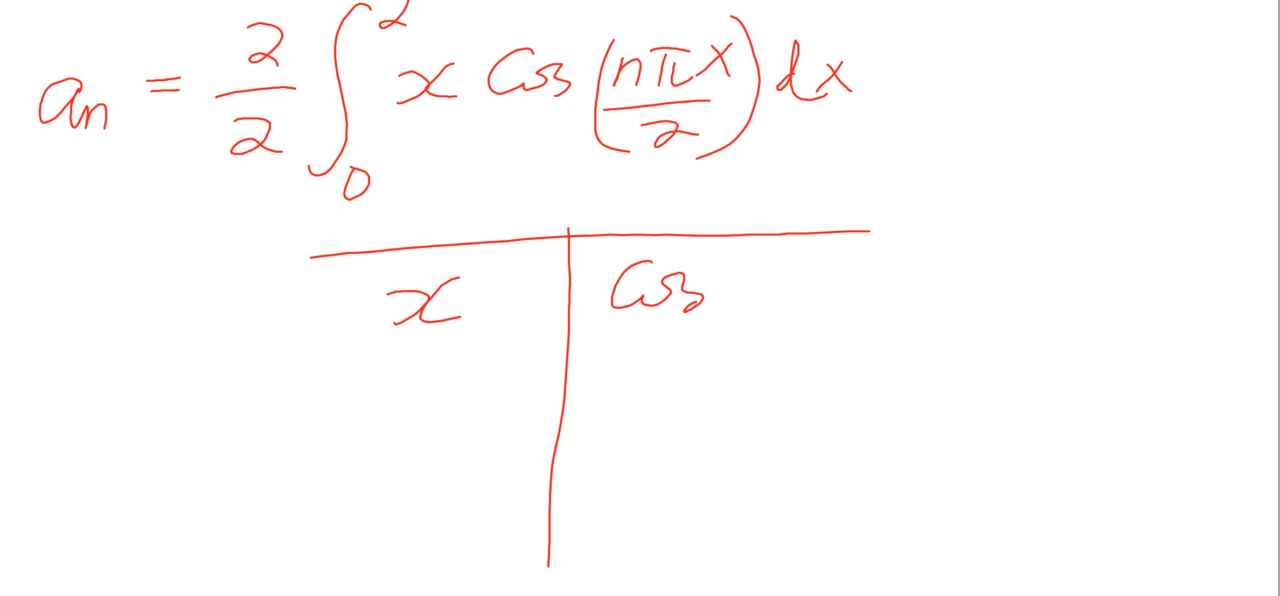 aₙ = 2/2 ∫₀² x Cos (nπx/2) dx
x Cos